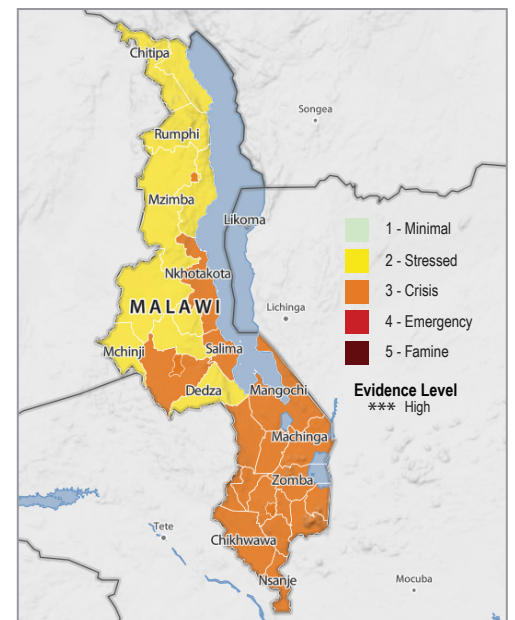 Chitipa
Songea
Rumphi
Mzimba
Likoma
1 - Minimal
2 - Stressed
Nkhotakota
3 - Crisis
MALAWI
Lichinga
4 - Emergency
Mchinji
Salima
5 - Famine
Dedza
Mangochi
Evidence Level
*** High
Machinga
Zomba
Tete
Chikhwawa
Nsanje
Mocuba